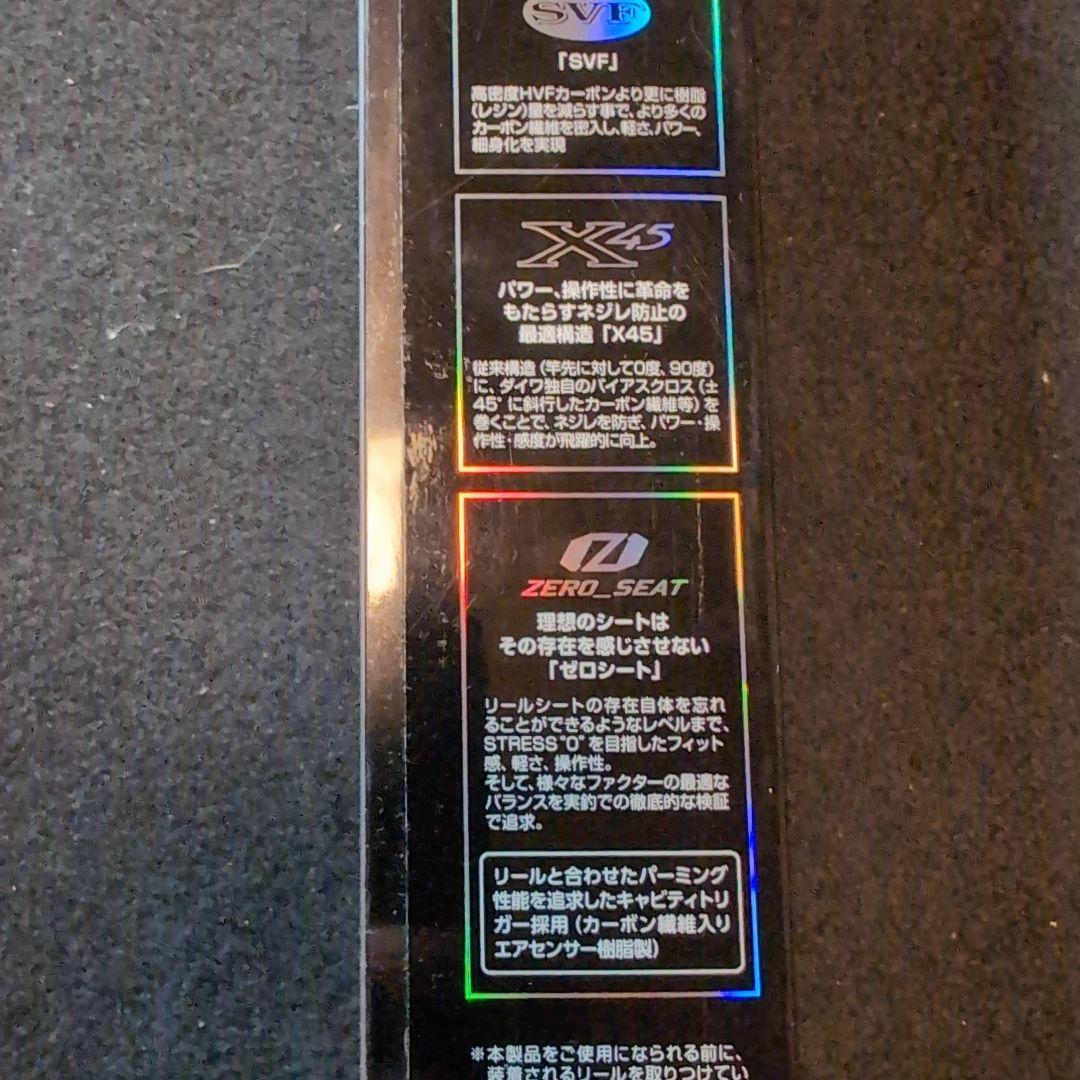 SVF
「SVF」
高密度HVFカーボンより更に樹脂
(レジン)量を減らす事で、より多くの
カーボン繊維を密入し、軽さ、パワー、
細身化を実現
X45
パワー、操作性に革命を
もたらすネジレ防止の
最適構造「X45」
従来構造(竿先に対して0度、90度)
に、ダイワ独自のバイアスクロス(±
45°に斜行したカーボン繊維等)を
巻くことで、ネジレを防ぎ、パワー・操
作性・感度が飛躍的に向上。
Z
ZERO_SEAT
理想のシートは
その存在を感じさせない
「ゼロシート」
リールシートの存在自体を忘れ
ることができるようなレベルまで、
STRESS“0”を目指したフィット
感、軽さ、操作性。
そして、様々なファクターの最適な
バランスを実釣での徹底的な検証
で追求。
リールと合わせたパーミング
性能を追求したキャビティトリ
ガー採用(カーボン繊維入り
エアセンサー樹脂製)
※本製品をご使用になられる前に、
装着されるリールを取りつけてい